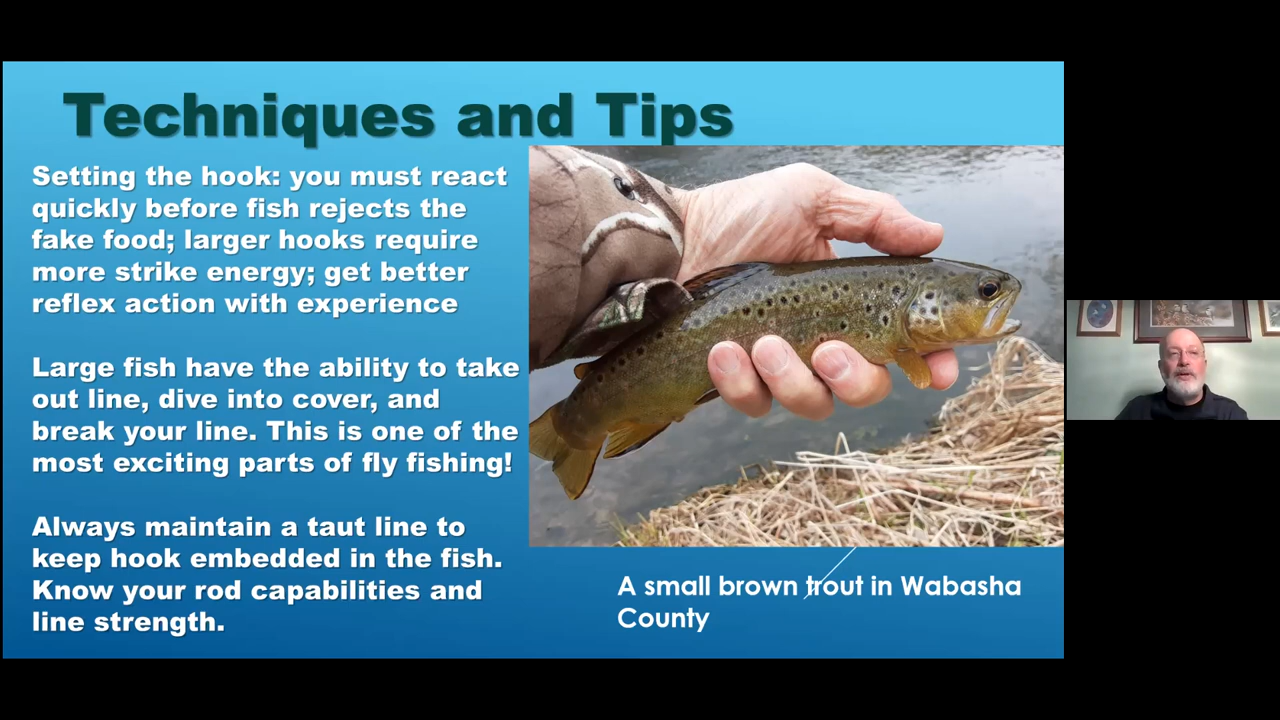 Techniques and Tips
Setting the hook: you must react
quickly before fish rejects the
fake food; larger hooks require
more strike energy; get better
reflex action with experience
Large fish have the ability to take
out line, dive into cover, and
break your line. This is one of the
most exciting parts of fly fishing!
Always maintain a taut line to
keep hook embedded in the fish.
Know your rod capabilities and
line strength.
A small brown trout in Wabasha
County